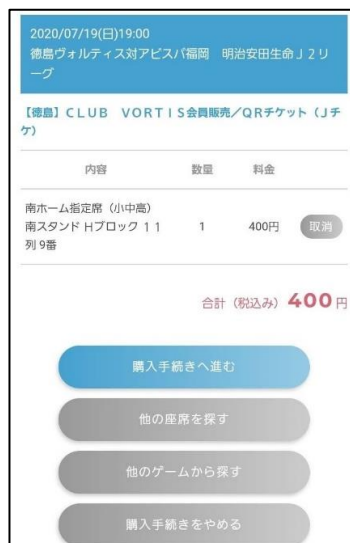 2020/07/19(日)19:00
徳島ヴォルティス対アビスパ福岡　明治安田生命Ｊ２リ
ーグ
【徳島】ＣＬＵＢ　ＶＯＲＴＩＳ会員販売／ＱＲチケット（Ｊチ
ケ）
内容　数量　料金
南ホーム指定席（小中高）
南スタンド Hブロック １１　1　400円　取消
列 9番
合計（税込み）400円
購入手続きへ進む
他の座席を探す
他のゲームから探す
購入手続きをやめる